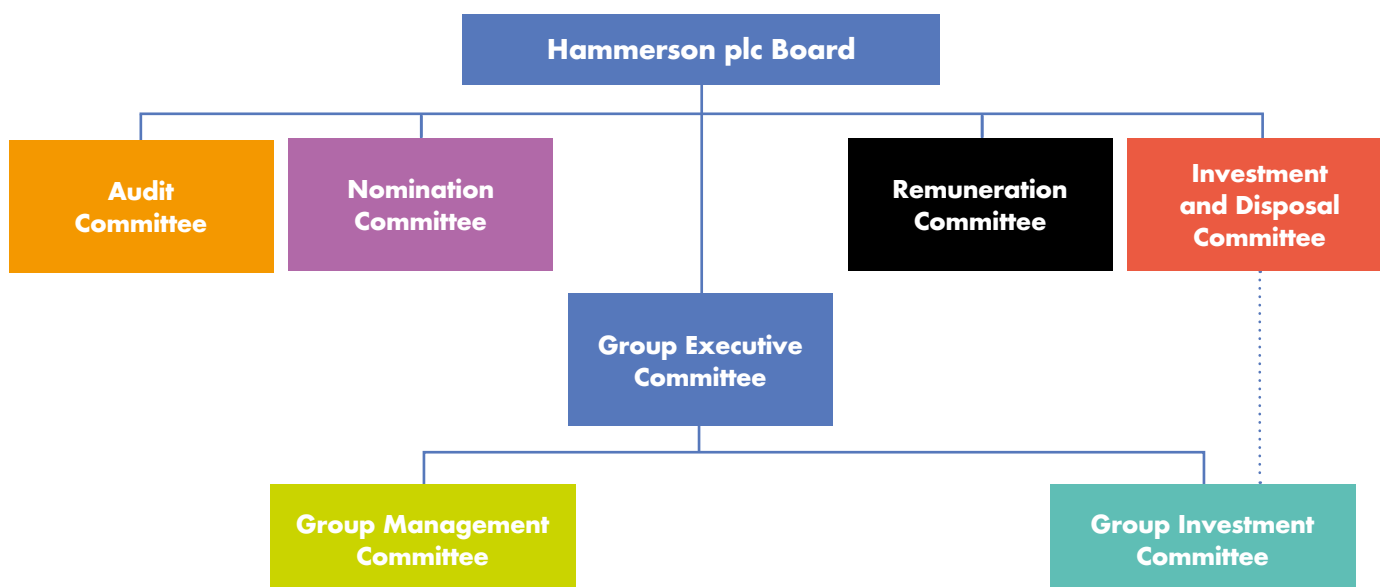 Hammerson plc Board
Audit
Committee
Nomination
Committee
Remuneration
Committee
Investment
and Disposal
Committee
Group Executive
Committee
Group Management
Committee
Group Investment
Committee